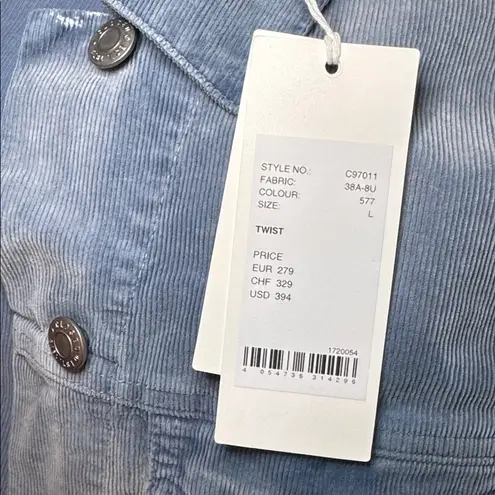 STYLE NO.: C97011
FABRIC: 38A-8U
COLOUR: 577
SIZE: L
TWIST
PRICE
EUR 279
CHF 329
USD 394
1720054
4 054736 314296